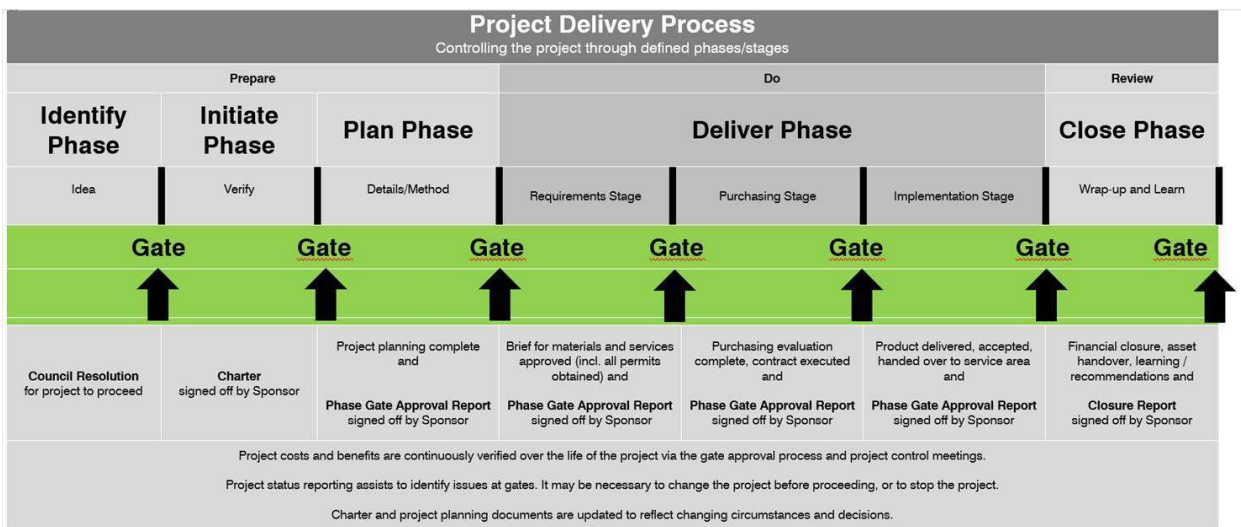 Project Delivery Process
Controlling the project through defined phases/stages
Prepare
Do
Review
Identify
Phase
Initiate
Phase
Plan Phase
Deliver Phase
Close Phase
Idea
Verify
Details/Method
Requirements Stage
Purchasing Stage
Implementation Stage
Wrap-up and Learn
Gate
Gate
Gate
Gate
Gate
Gate
Gate
Council Resolution
for project to proceed
Charter
signed off by Sponsor
Project planning complete
and
Phase Gate Approval Report
signed off by Sponsor
Brief for materials and services
approved (incl. all permits
obtained) and
Phase Gate Approval Report
signed off by Sponsor
Purchasing evaluation
complete, contract executed
and
Phase Gate Approval Report
signed off by Sponsor
Product delivered, accepted,
handed over to service area
and
Phase Gate Approval Report
signed off by Sponsor
Financial closure, asset
handover, learning /
recommendations and
Closure Report
signed off by Sponsor
Project costs and benefits are continuously verified over the life of the project via the gate approval process and project control meetings.
Project status reporting assists to identify issues at gates. It may be necessary to change the project before proceeding, or to stop the project.
Charter and project planning documents are updated to reflect changing circumstances and decisions.